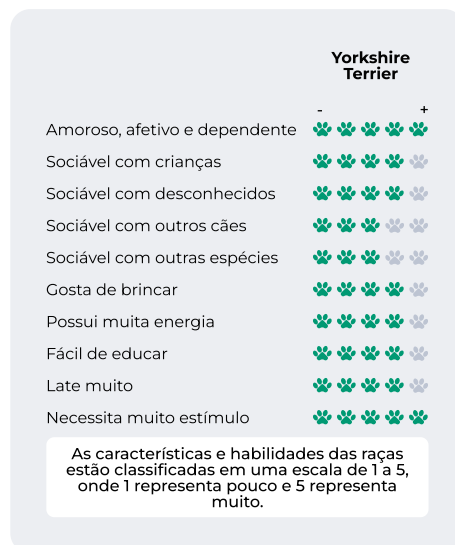 Yorkshire
Terrier
- +
Amoroso, afetivo e dependente
Sociável com crianças
Sociável com desconhecidos
Sociável com outros cães
Sociável com outras espécies
Gosta de brincar
Possui muita energia
Fácil de educar
Late muito
Necessita muito estímulo
As características e habilidades das raças
estão classificadas em uma escala de 1 a 5,
onde 1 representa pouco e 5 representa
muito.